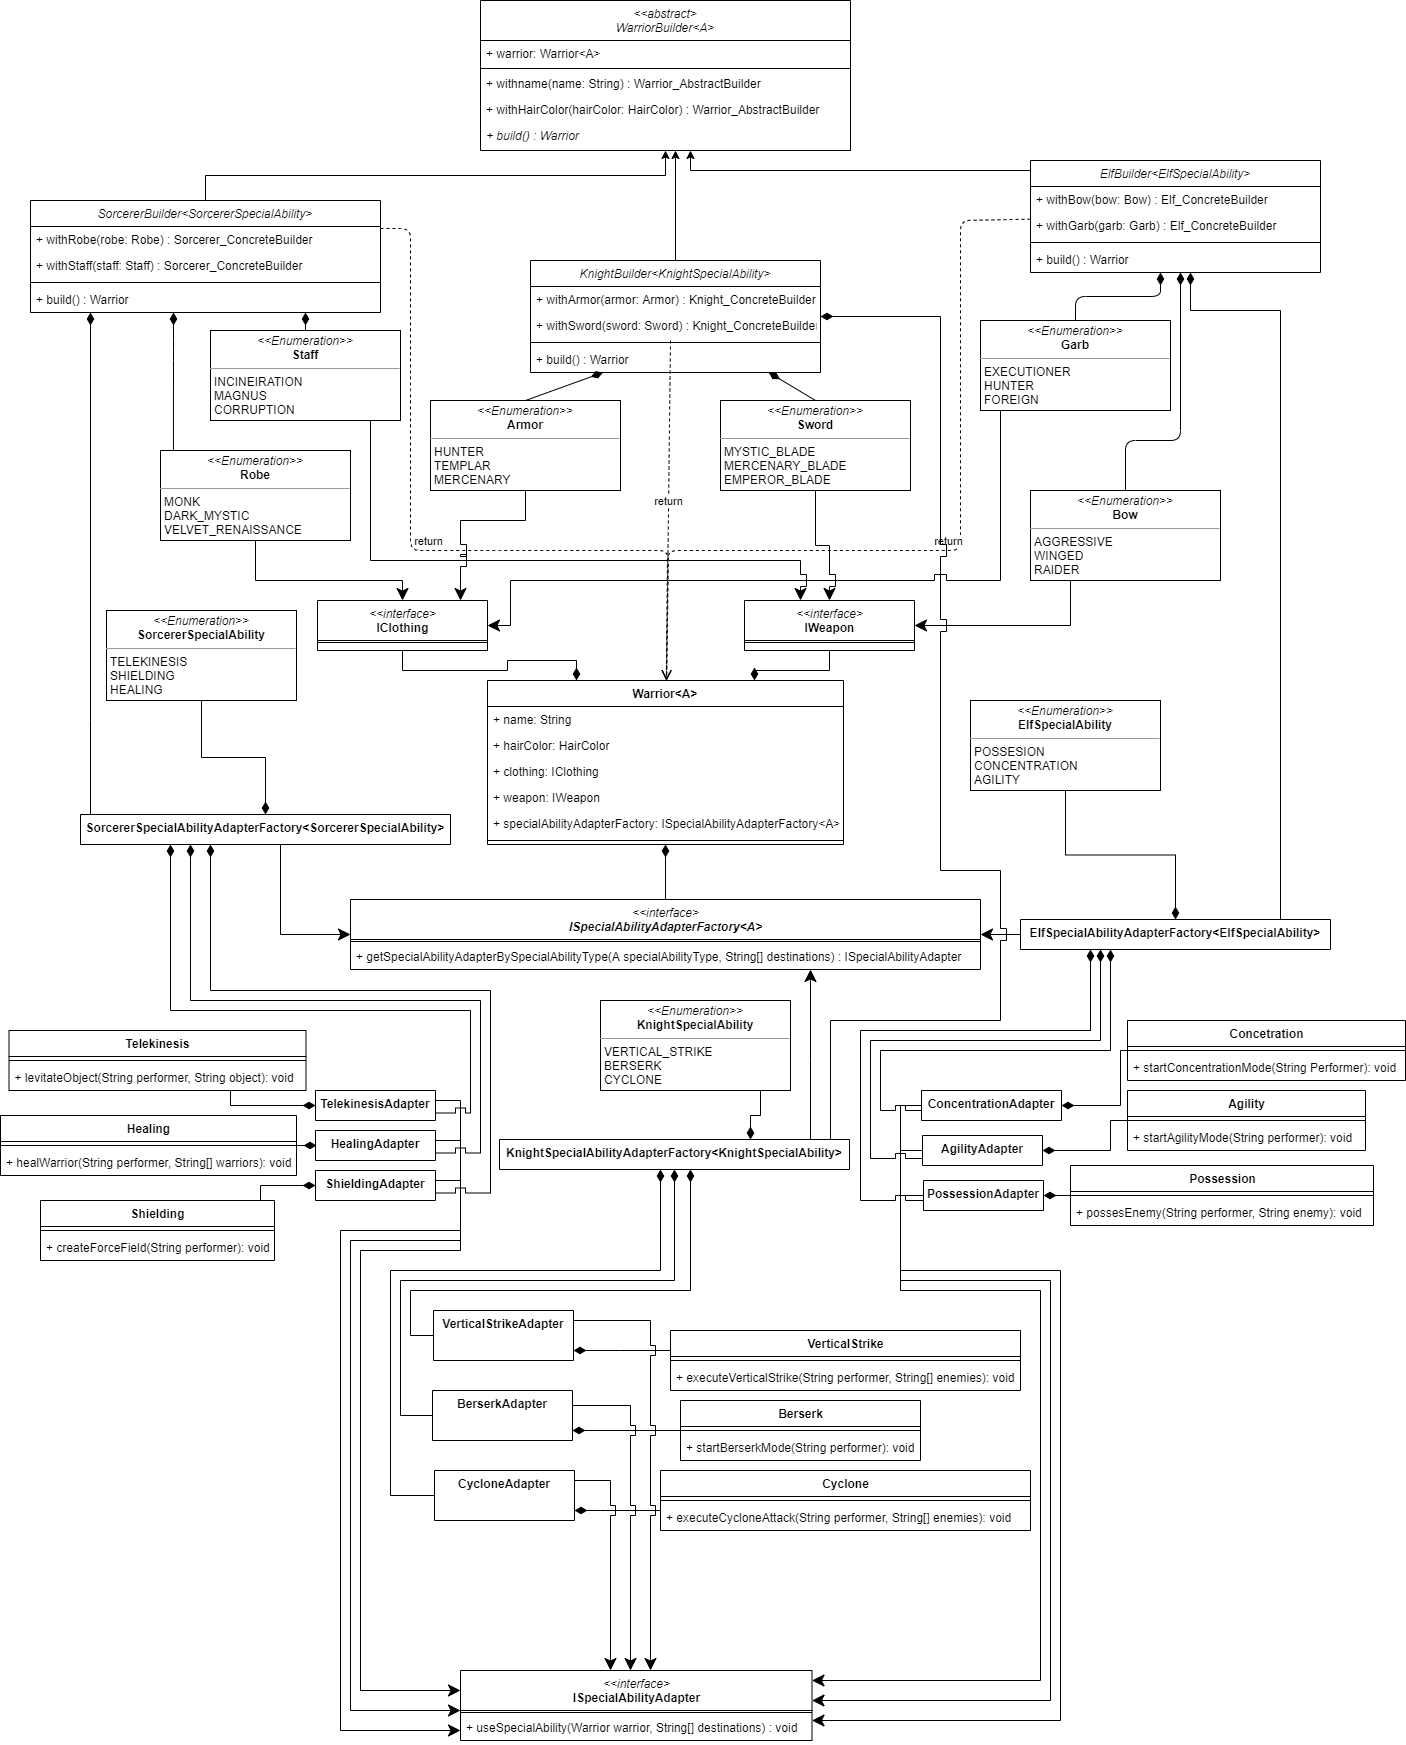 <<abstract>>
WarriorBuilder<A>
+ warrior: Warrior<A>
+ withname(name: String) : Warrior_AbstractBuilder
+ withHairColor(hairColor: HairColor) : Warrior_AbstractBuilder
+ build() : Warrior
SorcererBuilder<SorcererSpecialAbility>
+ withRobe(robe: Robe) : Sorcerer_ConcreteBuilder
+ withStaff(staff: Staff) : Sorcerer_ConcreteBuilder
+ build() : Warrior
KnightBuilder<KnightSpecialAbility>
+ withArmor(armor: Armor) : Knight_ConcreteBuilder
+ withSword(sword: Sword) : Knight_ConcreteBuilde
+ build() : Warrior
ElfBuilder<ElfSpecialAbility>
+ withBow(bow: Bow) : Elf_ConcreteBuilder
+ withGarb(garb: Garb) : Elf_ConcreteBuilder
+ build() : Warrior
<<Enumeration>>
Staff
INCINEIRATION
MAGNUS
CORRUPTION
<<Enumeration>>
Garb
EXECUTIONER
HUNTER
FOREIGN
<<Enumeration>>
Armor
HUNTER
TEMPLAR
MERCENARY
<<Enumeration>>
Sword
MYSTIC_BLADE
MERCENARY_BLADE
EMPEROR_BLADE
<<Enumeration>>
Robe
MONK
DARK_MYSTIC
VELVET_RENAISSANCE
<<Enumeration>>
Bow
AGGRESSIVE
WINGED
RAIDER
return
return
return
<<interface>>
IClothing
<<interface>>
IWeapon
<<Enumeration>>
SorcererSpecialAbility
TELEKINESIS
SHIELDING
HEALING
Warrior<A>
+ name: String
+ hairColor: HairColor
+ clothing: IClothing
+ weapon: IWeapon
+ specialAbilityAdapterFactory: ISpecialAbilityAdapterFactory<A>
<<Enumeration>>
ElfSpecialAbility
POSSESION
CONCENTRATION
AGILITY
SorcererSpecialAbilityAdapterFactory<SorcererSpecialAbility>
<<interface>>
ISpecialAbilityAdapterFactory<A>
+ getSpecialAbilityAdapterBySpecialAbilityType(A specialAbilityType, String[] destinations) : ISpecialAbilityAdapter
ElfSpecialAbilityAdapterFactory<ElfSpecialAbility>
<<Enumeration>>
KnightSpecialAbility
VERTICAL_STRIKE
BERSERK
CYCLONE
Telekinesis
+ levitateObject(String performer, String object): void
TelekinesisAdapter
Healing
+ healWarrior(String performer, String[] warriors): void
HealingAdapter
ShieldingAdapter
Shielding
+ createForceField(String performer): void
KnightSpecialAbilityAdapterFactory<KnightSpecialAbility>
Concetration
+ startConcentrationMode(String Performer): void
ConcentrationAdapter
Agility
+ startAgilityMode(String performer): void
AgilityAdapter
Possession
+ possesEnemy(String performer, String enemy): void
PossessionAdapter
VerticalStrikeAdapter
VerticalStrike
+ executeVerticalStrike(String performer, String[] enemies): void
BerserkAdapter
Berserk
+ startBerserkMode(String performer): void
CycloneAdapter
Cyclone
+ executeCycloneAttack(String performer, String[] enemies): void
<<interface>>
ISpecialAbilityAdapter
+ useSpecialAbility(Warrior warrior, String[] destinations) : void